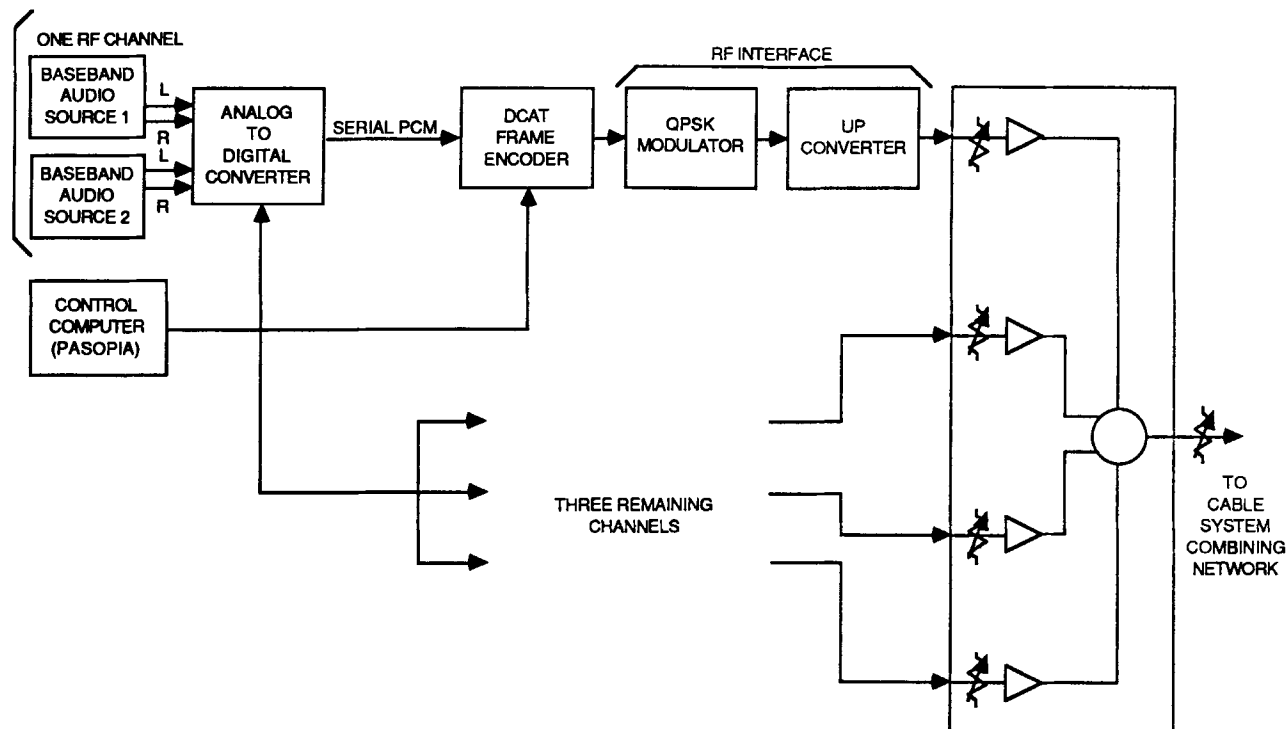 ONE RF CHANNEL
BASEBAND
AUDIO
SOURCE 1
L
R
BASEBAND
AUDIO
SOURCE 2
L
R
ANALOG
TO
DIGITAL
CONVERTER
SERIAL PCM
DCAT
FRAME
ENCODER
RF INTERFACE
QPSK
MODULATOR
UP
CONVERTER
CONTROL
COMPUTER
(PASOPIA)
THREE REMAINING
CHANNELS
TO
CABLE
SYSTEM
COMBINING
NETWORK